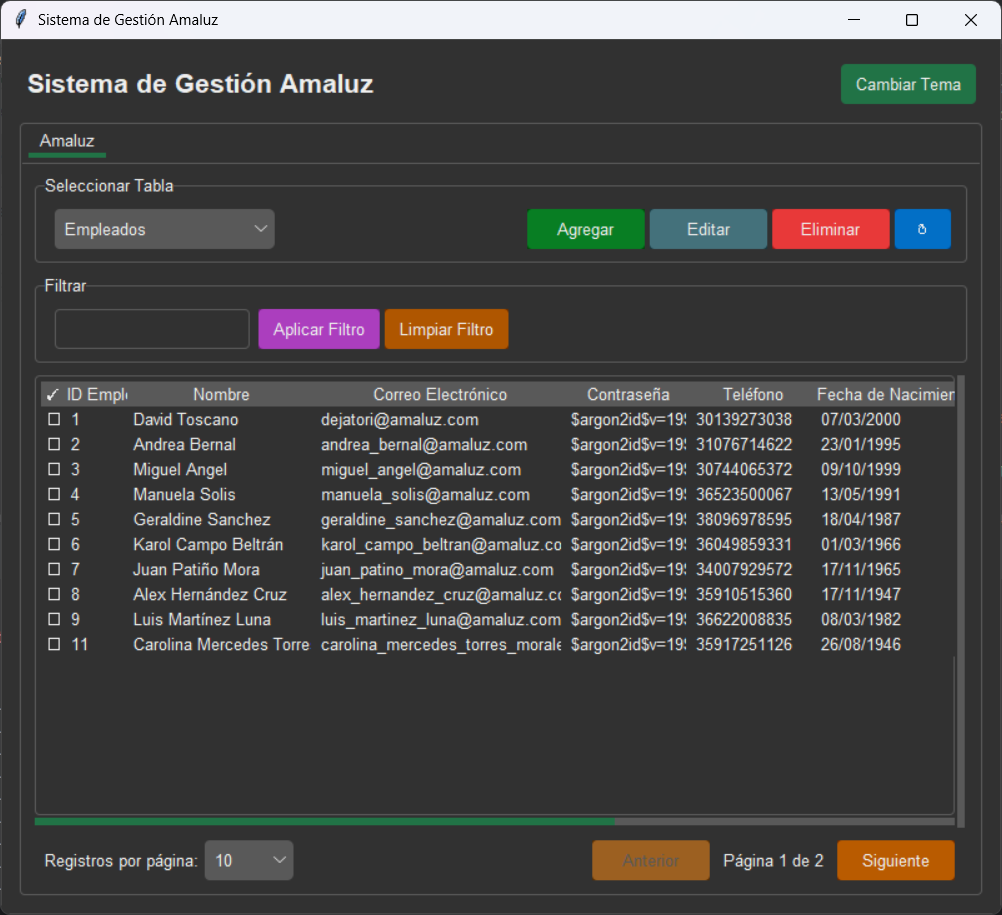 Sistema de Gestión Amaluz
Sistema de Gestión Amaluz
Cambiar Tema
Amaluz
Seleccionar Tabla
Empleados
Agregar
Editar
Eliminar
Filtrar
Aplicar Filtro
Limpiar Filtro
✓ ID Emple Nombre Correo Electrónico Contraseña Teléfono Fecha de Nacimien
☐ 1 David Toscano dejatori@amaluz.com $argon2id$v=19$ 30139273038 07/03/2000
☐ 2 Andrea Bernal andrea_bernal@amaluz.com $argon2id$v=19$ 31076714622 23/01/1995
☐ 3 Miguel Angel miguel_angel@amaluz.com $argon2id$v=19$ 30744065372 09/10/1999
☐ 4 Manuela Solis manuela_solis@amaluz.com $argon2id$v=19$ 36523500067 13/05/1991
☐ 5 Geraldine Sanchez geraldine_sanchez@amaluz.com $argon2id$v=19$ 38096978595 18/04/1987
☐ 6 Karol Campo Beltrán karol_campo_beltran@amaluz.co $argon2id$v=19$ 36049859331 01/03/1966
☐ 7 Juan Patiño Mora juan_patino_mora@amaluz.com $argon2id$v=19$ 34007929572 17/11/1965
☐ 8 Alex Hernández Cruz alex_hernandez_cruz@amaluz.co $argon2id$v=19$ 35910515360 17/11/1947
☐ 9 Luis Martínez Luna luis_martinez_luna@amaluz.com $argon2id$v=19$ 36622008835 08/03/1982
☐ 11 Carolina Mercedes Torre carolina_mercedes_torres_morale $argon2id$v=19$ 35917251126 26/08/1946
Registros por página: 10
Anterior
Página 1 de 2
Siguiente